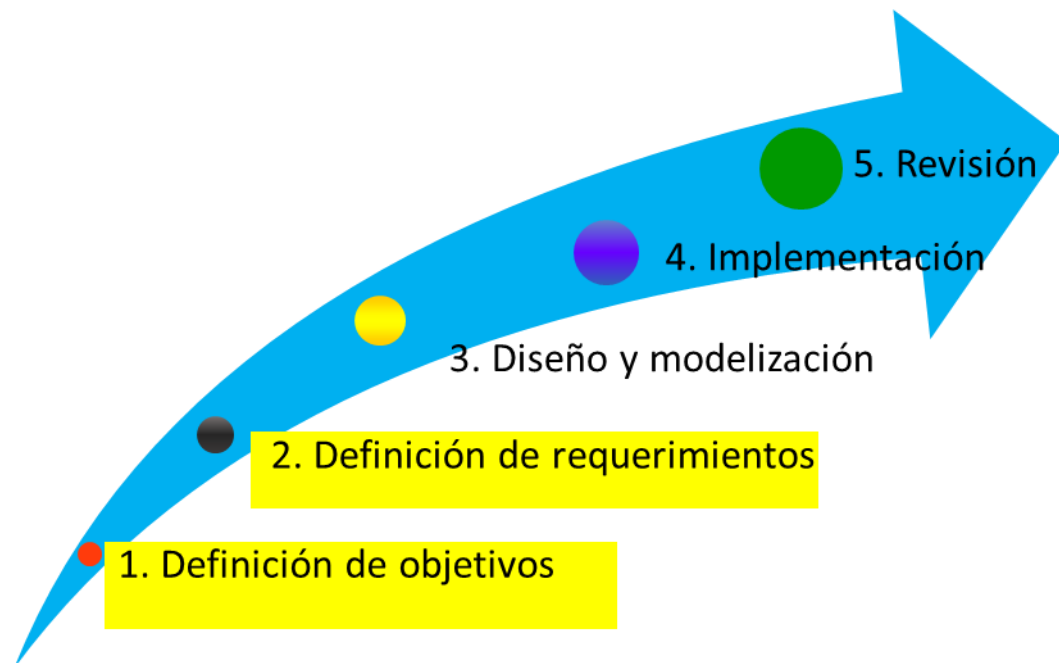 5. Revisión
4. Implementación
3. Diseño y modelización
2. Definición de requerimientos
1. Definición de objetivos